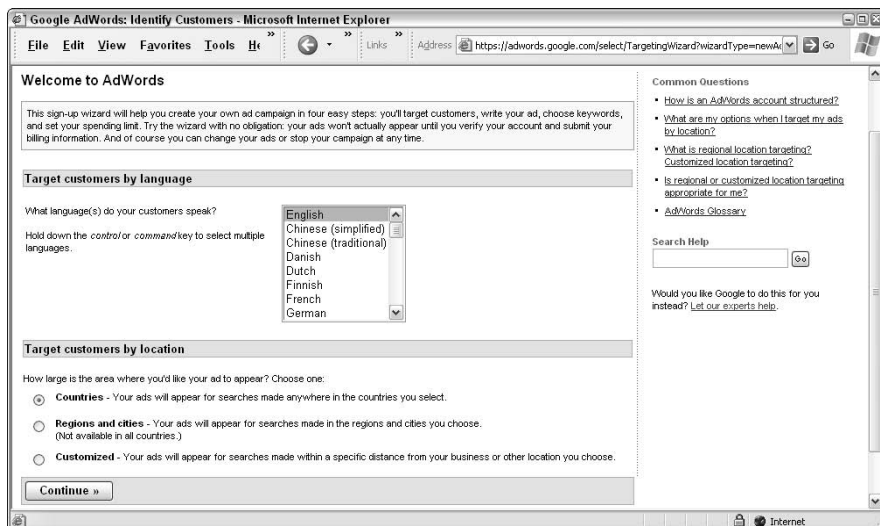 Google AdWords: Identify Customers - Microsoft Internet Explorer
File Edit View Favorites Tools He » » Links » Address https://adwords.google.com/select/TargetingWizard?wizardType=newAc Go
Welcome to AdWords
This sign-up wizard will help you create your own ad campaign in four easy steps: you'll target customers, write your ad, choose keywords,
and set your spending limit. Try the wizard with no obligation: your ads won't actually appear until you verify your account and submit your
billing information. And of course you can change your ads or stop your campaign at any time.
Target customers by language
What language(s) do your customers speak?
Hold down the control or command key to select multiple
languages.
English
Chinese (simplified)
Chinese (traditional)
Danish
Dutch
Finnish
French
German
Target customers by location
How large is the area where you'd like your ad to appear? Choose one:
Countries - Your ads will appear for searches made anywhere in the countries you select.
Regions and cities - Your ads will appear for searches made in the regions and cities you choose.
(Not available in all countries.)
Customized - Your ads will appear for searches made within a specific distance from your business or other location you choose.
Continue »
Common Questions
▪ How is an AdWords account structured?
▪ What are my options when I target my ads
by location?
▪ What is regional location targeting?
Customized location targeting?
▪ Is regional or customized location targeting
appropriate for me?
▪ AdWords Glossary
Search Help
Go
Would you like Google to do this for you
instead? Let our experts help.
Internet